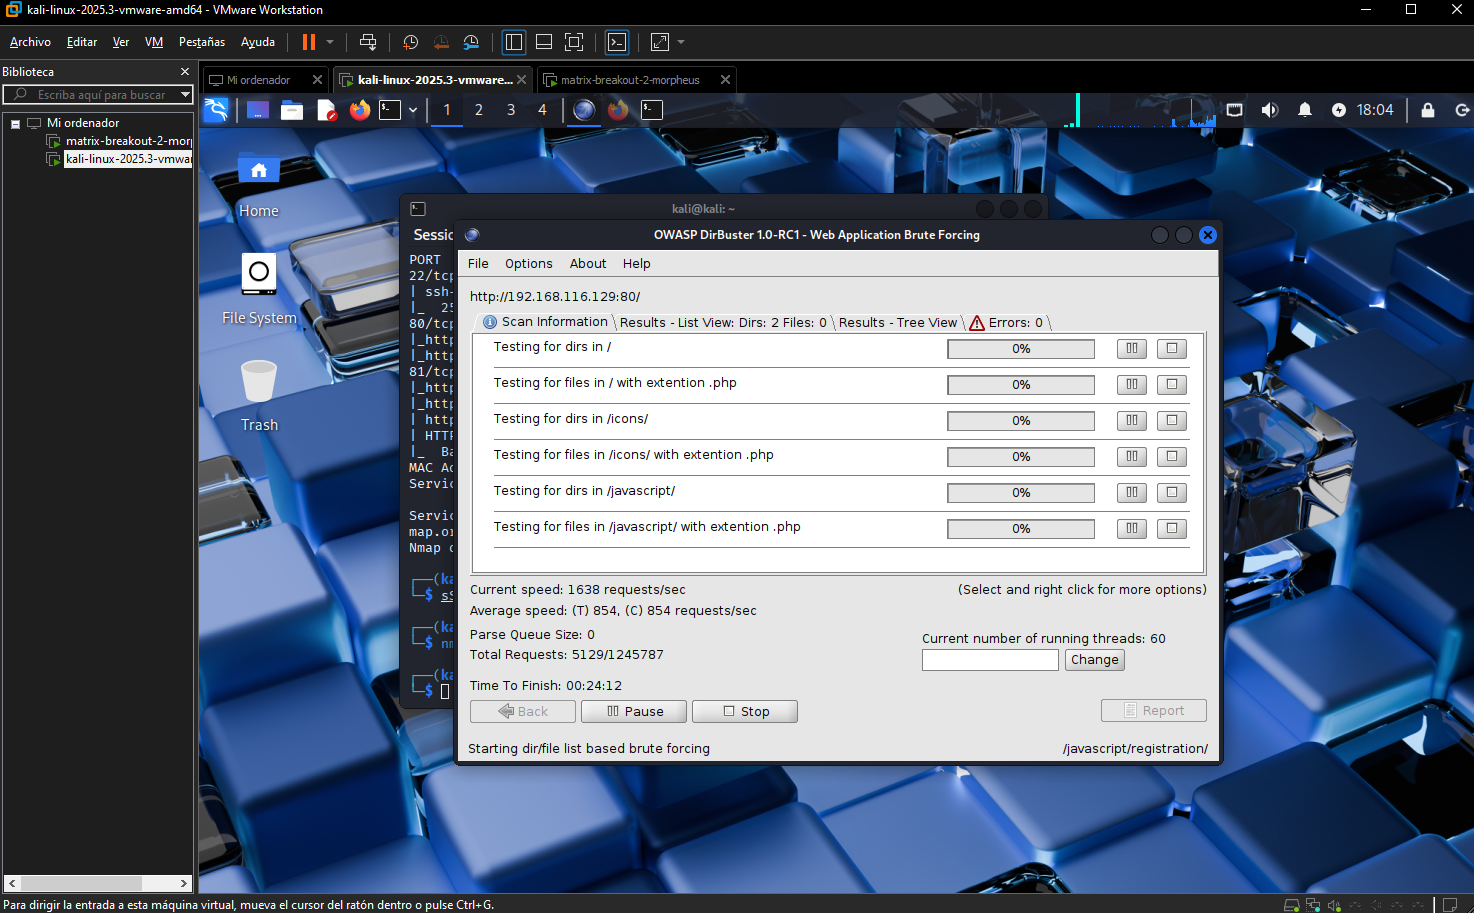 kali-linux-2025.3-vmware-amd64 - VMware Workstation
Archivo Editar Ver VM Pestañas Ayuda
Biblioteca
Escriba aquí para buscar
Mi ordenador
matrix-breakout-2-mor
kali-linux-2025.3-vmwa
Mi ordenador kali-linux-2025.3-vmware... matrix-breakout-2-morpheus
1 2 3 4 18:04
Home
File System
Trash
kali@kali: ~
Sessio
PORT
22/tcp
| ssh-
|_ 25
80/tcp
|_http
|_http
81/tcp
|_http
|_http
| http
| HTTP
|_ Ba
MAC Ad
Servic
Servic
map.or
Nmap d
(ka
$ sS
(ka
$ nm
(ka
$
OWASP DirBuster 1.0-RC1 - Web Application Brute Forcing
File Options About Help
http://192.168.116.129:80/
Scan Information Results - List View: Dirs: 2 Files: 0 Results - Tree View Errors: 0
Testing for dirs in / 0%
Testing for files in / with extention .php 0%
Testing for dirs in /icons/ 0%
Testing for files in /icons/ with extention .php 0%
Testing for dirs in /javascript/ 0%
Testing for files in /javascript/ with extention .php 0%
Current speed: 1638 requests/sec (Select and right click for more options)
Average speed: (T) 854, (C) 854 requests/sec
Parse Queue Size: 0
Current number of running threads: 60
Total Requests: 5129/1245787
Change
Time To Finish: 00:24:12
Back Pause Stop Report
Starting dir/file list based brute forcing /javascript/registration/
Para dirigir la entrada a esta máquina virtual, mueva el cursor del ratón dentro o pulse Ctrl+G.